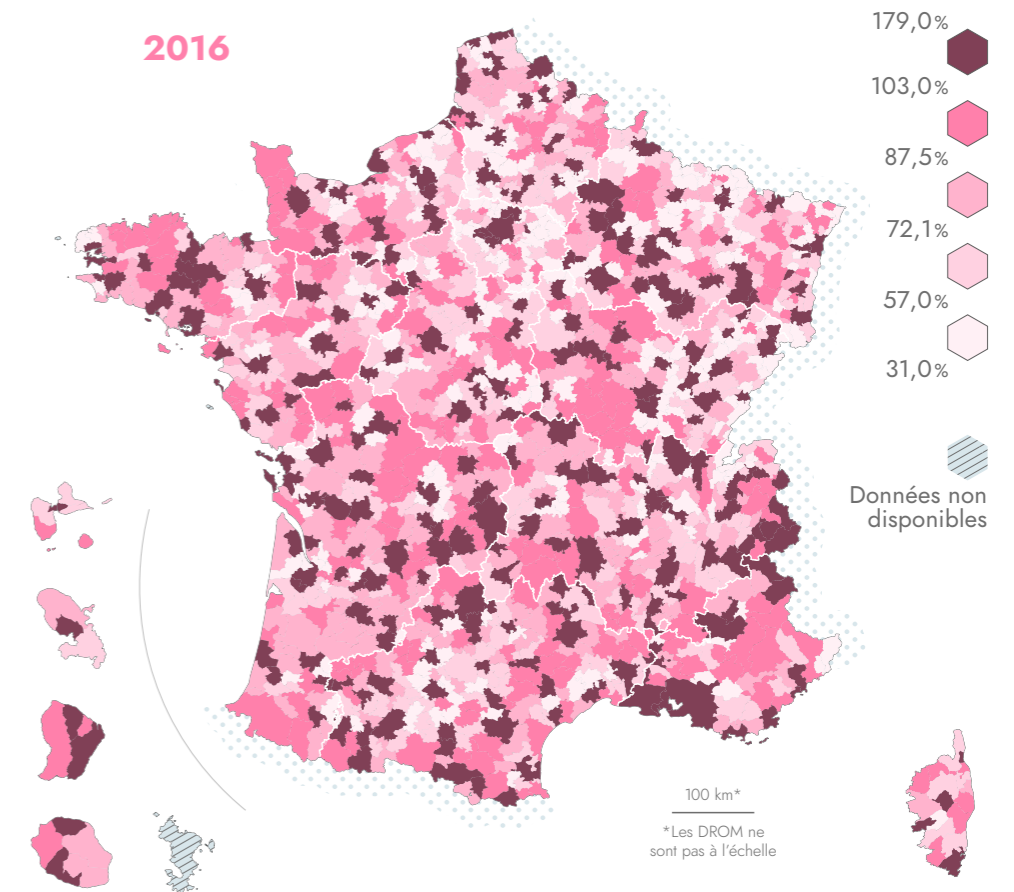 2016
179,0%
103,0%
87,5%
72,1%
57,0%
31,0%
Données non
disponibles
100 km*
*Les DROM ne
sont pas à l'échelle